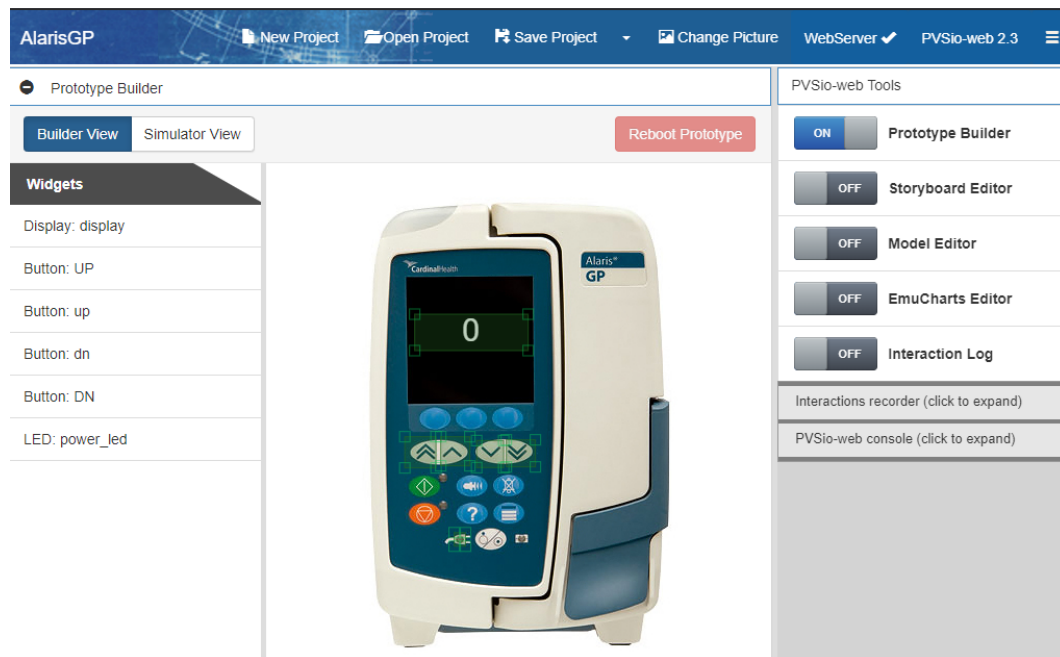 AlarisGP New Project Open Project Save Project Change Picture WebServer ✔ PVSio-web 2.3
Prototype Builder
Builder View Simulator View Reboot Prototype
Widgets
Display: display
Button: UP
Button: up
Button: dn
Button: DN
LED: power_led
CardinalHealth
Alaris®
GP
0
?
PVSio-web Tools
ON Prototype Builder
OFF Storyboard Editor
OFF Model Editor
OFF EmuCharts Editor
OFF Interaction Log
Interactions recorder (click to expand)
PVSio-web console (click to expand)